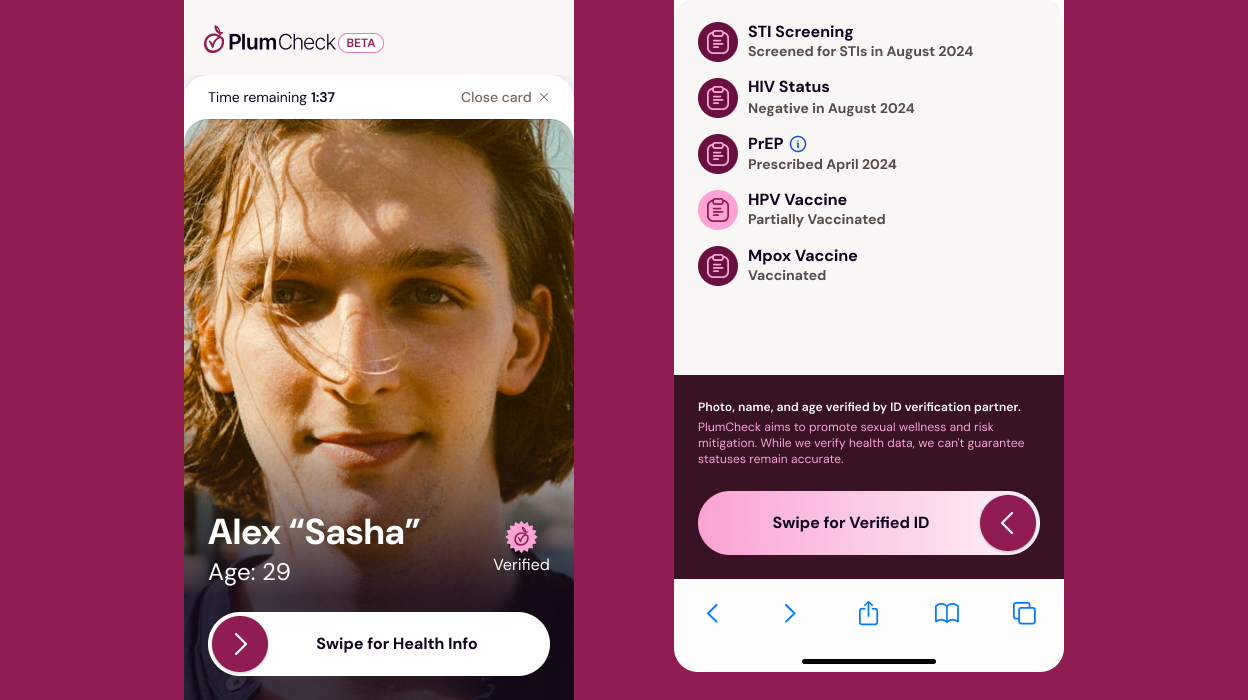 PlumCheck BETA
Time remaining 1:37
Close card ×
Alex “Sasha”
Age: 29
Verified
Swipe for Health Info
STI Screening
Screened for STIs in August 2024
HIV Status
Negative in August 2024
PrEP
Prescribed April 2024
HPV Vaccine
Partially Vaccinated
Mpox Vaccine
Vaccinated
Photo, name, and age verified by ID verification partner.
PlumCheck aims to promote sexual wellness and risk
mitigation. While we verify health data, we can't guarantee
statuses remain accurate.
Swipe for Verified ID